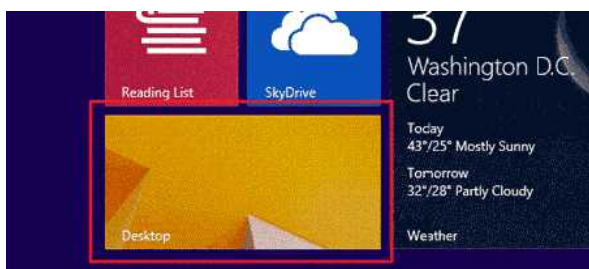 Reading List
SkyDrive
Desktop
37
Washington D.C.
Clear
Today
43°/25° Mostly Sunny
Tomorrow
32°/28° Partly Cloudy
Weather